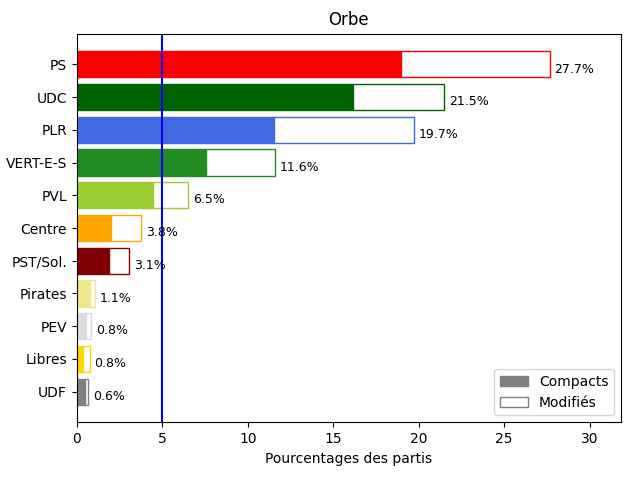 Orbe
PS 27.7%
UDC 21.5%
PLR 19.7%
VERT-E-S 11.6%
PVL 6.5%
Centre 3.8%
PST/Sol. 3.1%
Pirates 1.1%
PEV 0.8%
Libres 0.8%
UDF 0.6%
Compacts
Modifiés
0 5 10 15 20 25 30
Pourcentages des partis